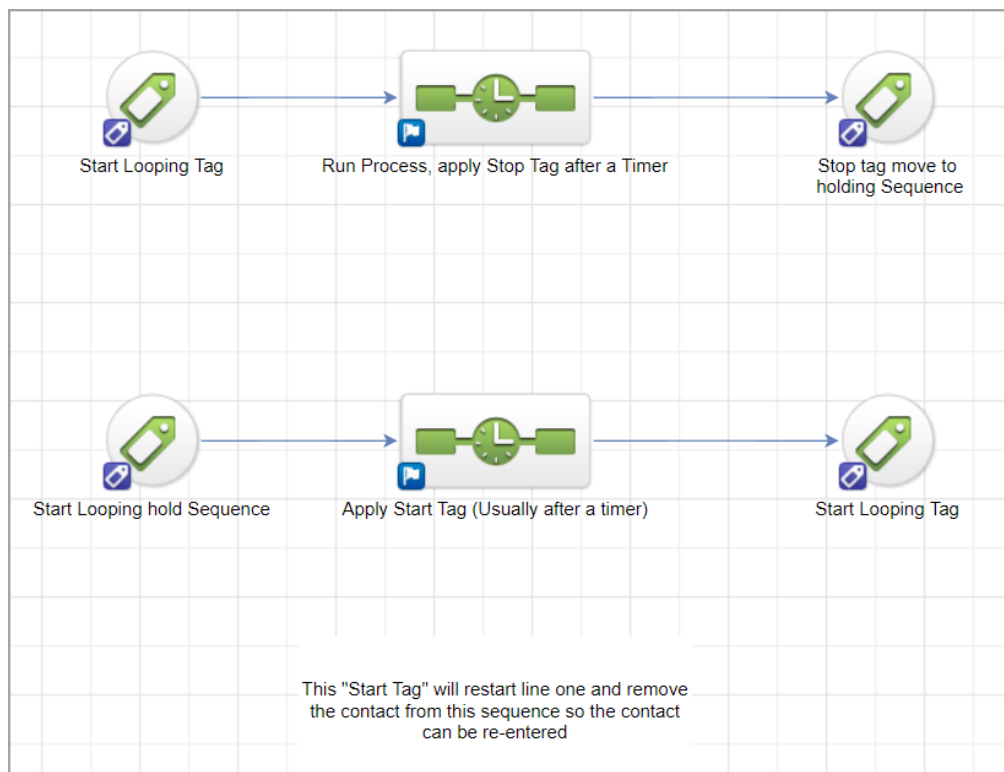 Start Looping Tag
Run Process, apply Stop Tag after a Timer
Stop tag move to
holding Sequence
Start Looping hold Sequence
Apply Start Tag (Usually after a timer)
Start Looping Tag
This "Start Tag" will restart line one and remove
the contact from this sequence so the contact
can be re-entered